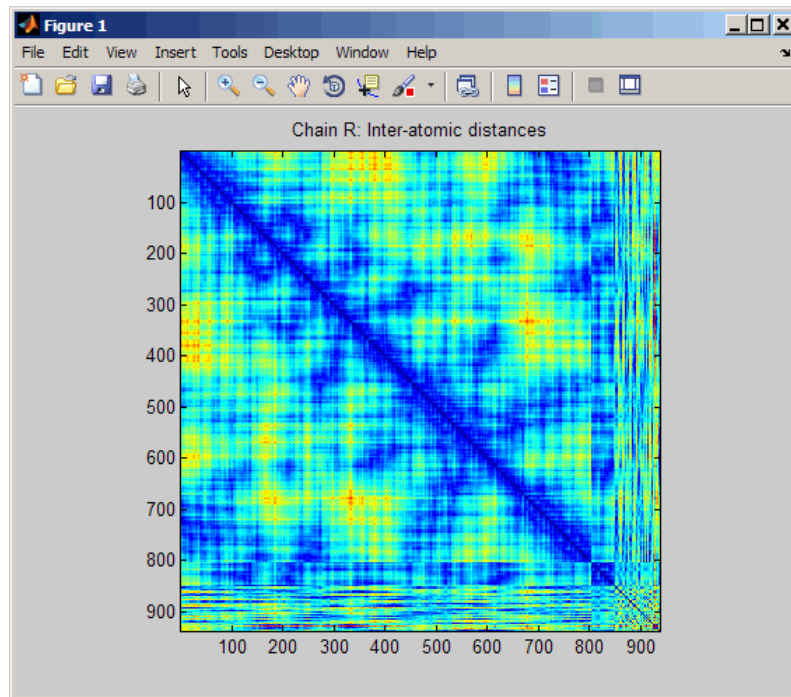 Figure 1
File Edit View Insert Tools Desktop Window Help
Chain R: Inter-atomic distances
100
200
300
400
500
600
700
800
900
100 200 300 400 500 600 700 800 900